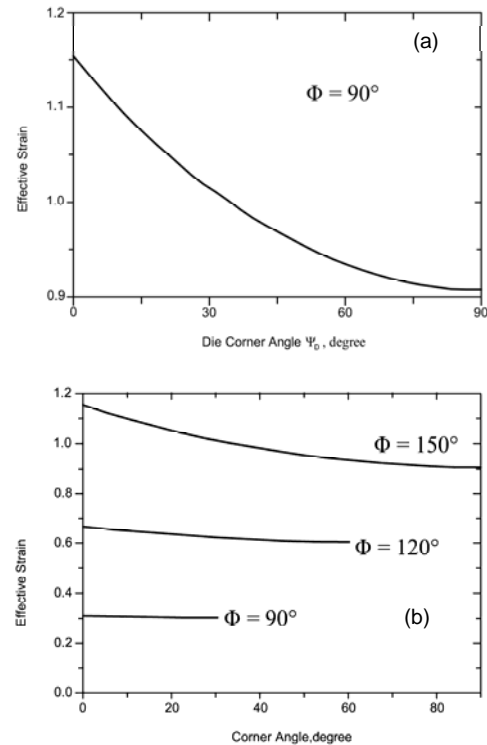 1.2
(a)
Φ = 90°
1.1
Effective Strain
1.0
0.9
0 30 60 90
Die Corner Angle Ψ_D , degree
1.2
1.0
Φ = 150°
0.8
Effective Strain
0.6
Φ = 120°
0.4
Φ = 90°
(b)
0.2
0.0
0 20 40 60 80
Corner Angle,degree